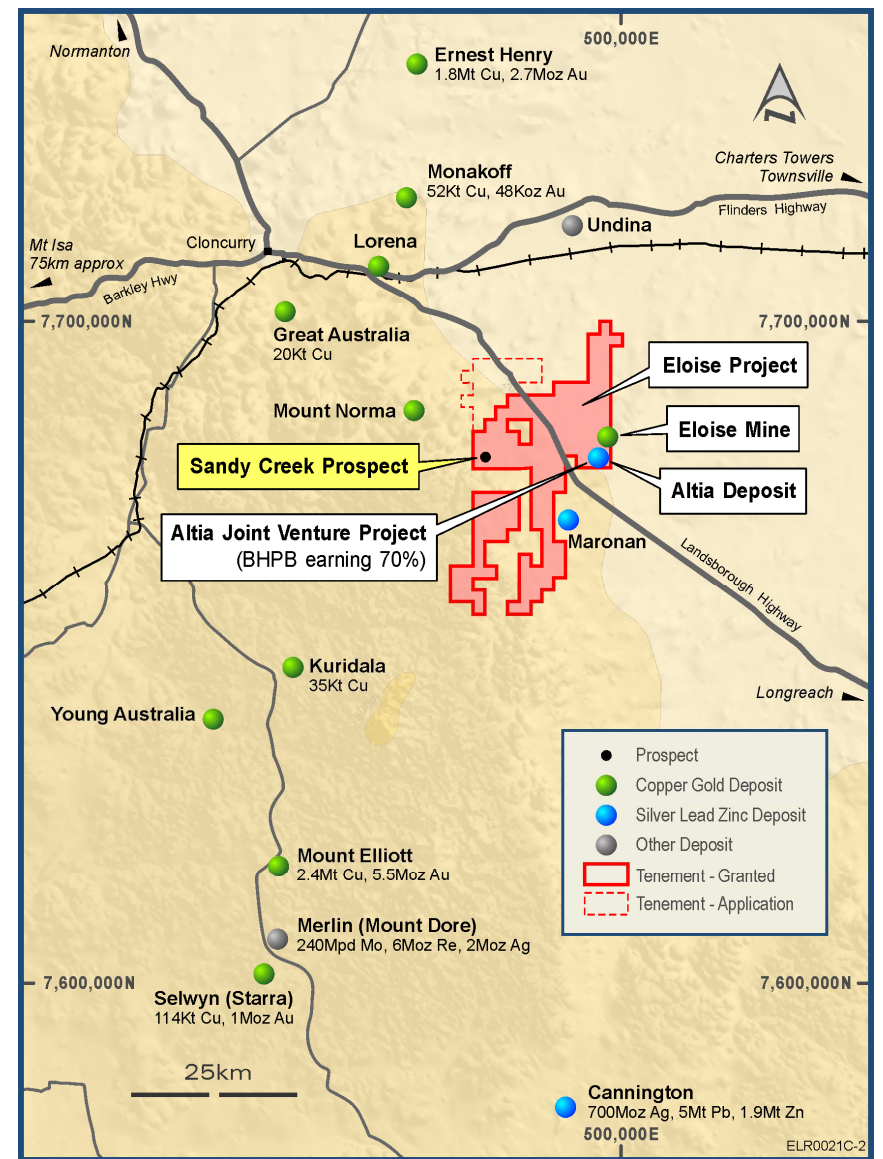 500,000E
Normanton
Ernest Henry
1.8Mt Cu, 2.7Moz Au
N
Charters Towers
Townsville
Monakoff
52Kt Cu, 48Koz Au
Flinders Highway
Undina
Mt Isa
75km approx
Cloncurry
Lorena
Barkley Hwy
7,700,000N
7,700,000N
Great Australia
20Kt Cu
Eloise Project
Mount Norma
Eloise Mine
Sandy Creek Prospect
Altia Deposit
Altia Joint Venture Project
(BHPB earning 70%)
Maronan
Landsborough Highway
Kuridala
35Kt Cu
Longreach
Young Australia
Prospect
Copper Gold Deposit
Silver Lead Zinc Deposit
Other Deposit
Tenement - Granted
Tenement - Application
Mount Elliott
2.4Mt Cu, 5.5Moz Au
Merlin (Mount Dore)
240Mpd Mo, 6Moz Re, 2Moz Ag
7,600,000N
7,600,000N
Selwyn (Starra)
114Kt Cu, 1Moz Au
25km
Cannington
700Moz Ag, 5Mt Pb, 1.9Mt Zn
500,000E
ELR0021C-2